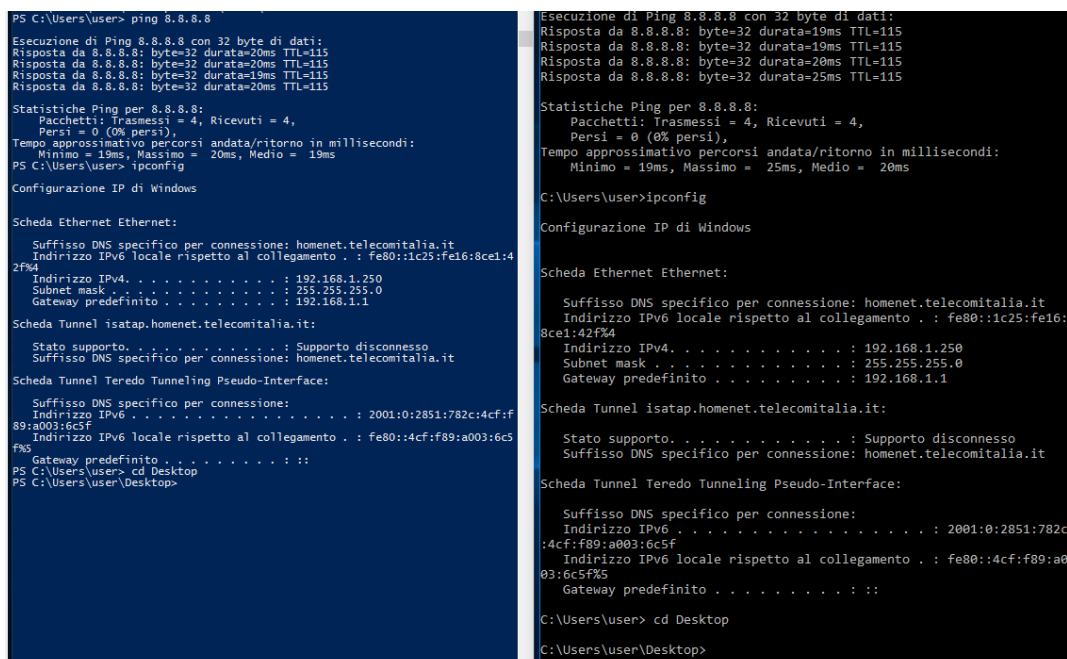 PS C:\Users\user> ping 8.8.8.8
Esecuzione di Ping 8.8.8.8 con 32 byte di dati:
Risposta da 8.8.8.8: byte=32 durata=20ms TTL=115
Risposta da 8.8.8.8: byte=32 durata=20ms TTL=115
Risposta da 8.8.8.8: byte=32 durata=19ms TTL=115
Risposta da 8.8.8.8: byte=32 durata=20ms TTL=115
Statistiche Ping per 8.8.8.8:
    Pacchetti: Trasmessi = 4, Ricevuti = 4,
    Persi = 0 (0% persi),
Tempo approssimativo percorsi andata/ritorno in millisecondi:
    Minimo = 19ms, Massimo =  20ms, Medio =  19ms
PS C:\Users\user> ipconfig
Configurazione IP di Windows
Scheda Ethernet Ethernet:
   Suffisso DNS specifico per connessione: homenet.telecomitalia.it
   Indirizzo IPv6 locale rispetto al collegamento . : fe80::1c25:fe16:8ce1:4
2f%4
   Indirizzo IPv4. . . . . . . . . . . . : 192.168.1.250
   Subnet mask . . . . . . . . . . . . . : 255.255.255.0
   Gateway predefinito . . . . . . . . . : 192.168.1.1
Scheda Tunnel isatap.homenet.telecomitalia.it:
   Stato supporto. . . . . . . . . . . . : Supporto disconnesso
   Suffisso DNS specifico per connessione: homenet.telecomitalia.it
Scheda Tunnel Teredo Tunneling Pseudo-Interface:
   Suffisso DNS specifico per connessione:
   Indirizzo IPv6 . . . . . . . . . . . . . . . . . : 2001:0:2851:782c:4cf:f
89:a003:6c5f
   Indirizzo IPv6 locale rispetto al collegamento . : fe80::4cf:f89:a003:6c5
f%5
   Gateway predefinito . . . . . . . . . : ::
PS C:\Users\user> cd Desktop
PS C:\Users\user\Desktop>
Esecuzione di Ping 8.8.8.8 con 32 byte di dati:
Risposta da 8.8.8.8: byte=32 durata=19ms TTL=115
Risposta da 8.8.8.8: byte=32 durata=19ms TTL=115
Risposta da 8.8.8.8: byte=32 durata=20ms TTL=115
Risposta da 8.8.8.8: byte=32 durata=25ms TTL=115
Statistiche Ping per 8.8.8.8:
    Pacchetti: Trasmessi = 4, Ricevuti = 4,
    Persi = 0 (0% persi),
Tempo approssimativo percorsi andata/ritorno in millisecondi:
    Minimo = 19ms, Massimo =  25ms, Medio =  20ms
C:\Users\user>ipconfig
Configurazione IP di Windows
Scheda Ethernet Ethernet:
   Suffisso DNS specifico per connessione: homenet.telecomitalia.it
   Indirizzo IPv6 locale rispetto al collegamento . : fe80::1c25:fe16:
8ce1:42f%4
   Indirizzo IPv4. . . . . . . . . . . . : 192.168.1.250
   Subnet mask . . . . . . . . . . . . . : 255.255.255.0
   Gateway predefinito . . . . . . . . . : 192.168.1.1
Scheda Tunnel isatap.homenet.telecomitalia.it:
   Stato supporto. . . . . . . . . . . . : Supporto disconnesso
   Suffisso DNS specifico per connessione: homenet.telecomitalia.it
Scheda Tunnel Teredo Tunneling Pseudo-Interface:
   Suffisso DNS specifico per connessione:
   Indirizzo IPv6 . . . . . . . . . . . . . . . . . : 2001:0:2851:782c
:4cf:f89:a003:6c5f
   Indirizzo IPv6 locale rispetto al collegamento . : fe80::4cf:f89:a0
03:6c5f%5
   Gateway predefinito . . . . . . . . . : ::
C:\Users\user> cd Desktop
C:\Users\user\Desktop>